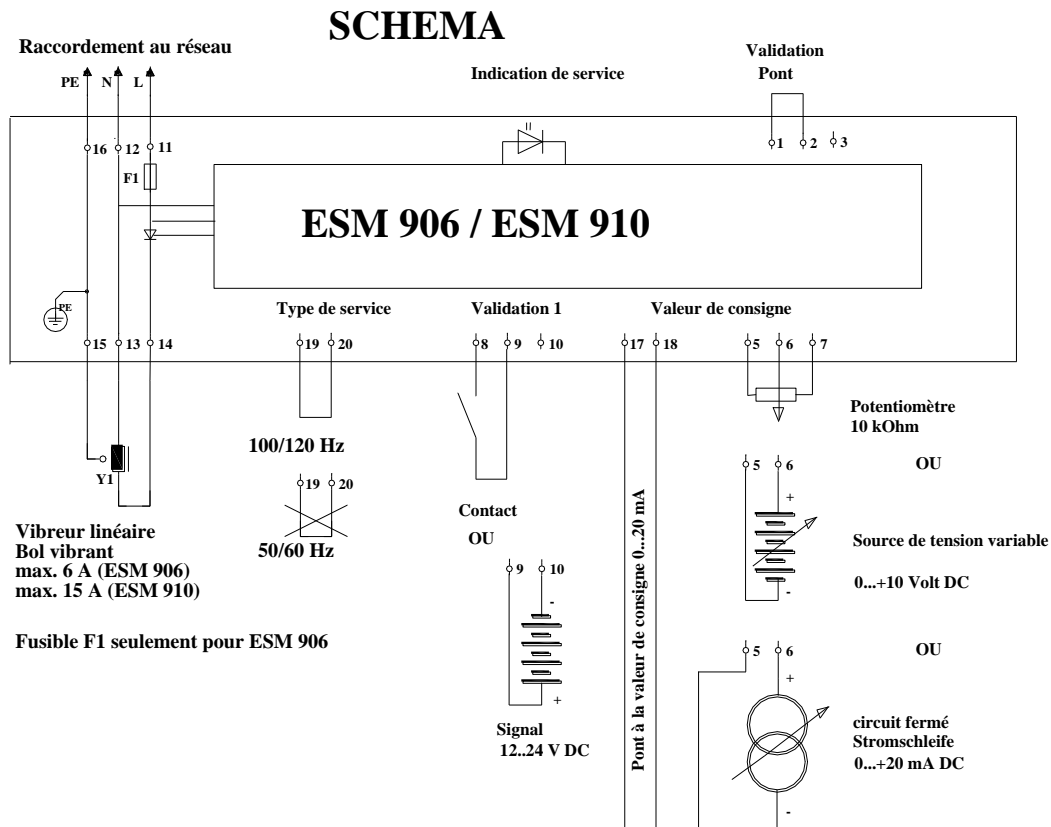 SCHEMA
Raccordement au réseau
PE N L
Indication de service
Validation
Pont
16 12 11
1 2 3
F1
ESM 906 / ESM 910
PE
Type de service
Validation 1
Valeur de consigne
15 13 14
19 20
8 9 10
17 18
5 6 7
Potentiomètre
10 kOhm
100/120 Hz
Y1
19 20
50/60 Hz
Contact
OU
5 6
OU
+
-
Source de tension variable
0...+10 Volt DC
Vibreur linéaire
Bol vibrant
max. 6 A (ESM 906)
max. 15 A (ESM 910)
Fusible F1 seulement pour ESM 906
9 10
-
+
Signal
12..24 V DC
Pont à la valeur de consigne 0...20 mA
5 6
OU
+
-
circuit fermé
Stromschleife
0...+20 mA DC